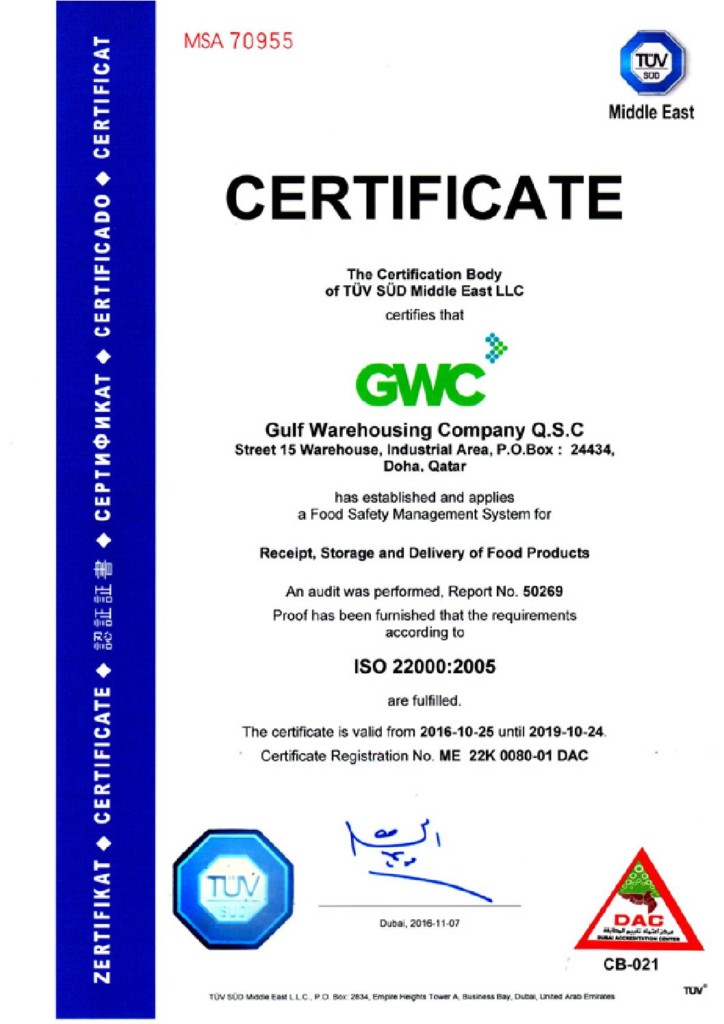 MSA 70955
TÜV
SÜD
Middle East
ZERTIFIKAT ◆ CERTIFICATE ◆ 認証証書 ◆ СЕРТИФИКАТ ◆ CERTIFICADO ◆ CERTIFICAT
CERTIFICATE
The Certification Body
of TÜV SÜD Middle East LLC
certifies that
GWC
Gulf Warehousing Company Q.S.C
Street 15 Warehouse, Industrial Area, P.O.Box : 24434,
Doha, Qatar
has established and applies
a Food Safety Management System for
Receipt, Storage and Delivery of Food Products
An audit was performed, Report No. 50269
Proof has been furnished that the requirements
according to
ISO 22000:2005
are fulfilled.
The certificate is valid from 2016-10-25 until 2019-10-24.
Certificate Registration No. ME 22K 0080-01 DAC
TÜV
SÜD
Dubai, 2016-11-07
DAC
مركز اعتماد تقييم المطابقة
DUBAI ACCREDITATION CENTER
CB-021
TÜV SÜD Middle East L.L.C., P.O. Box: 2834, Empire Heights Tower A, Business Bay, Dubai, United Arab Emirates
TÜV®